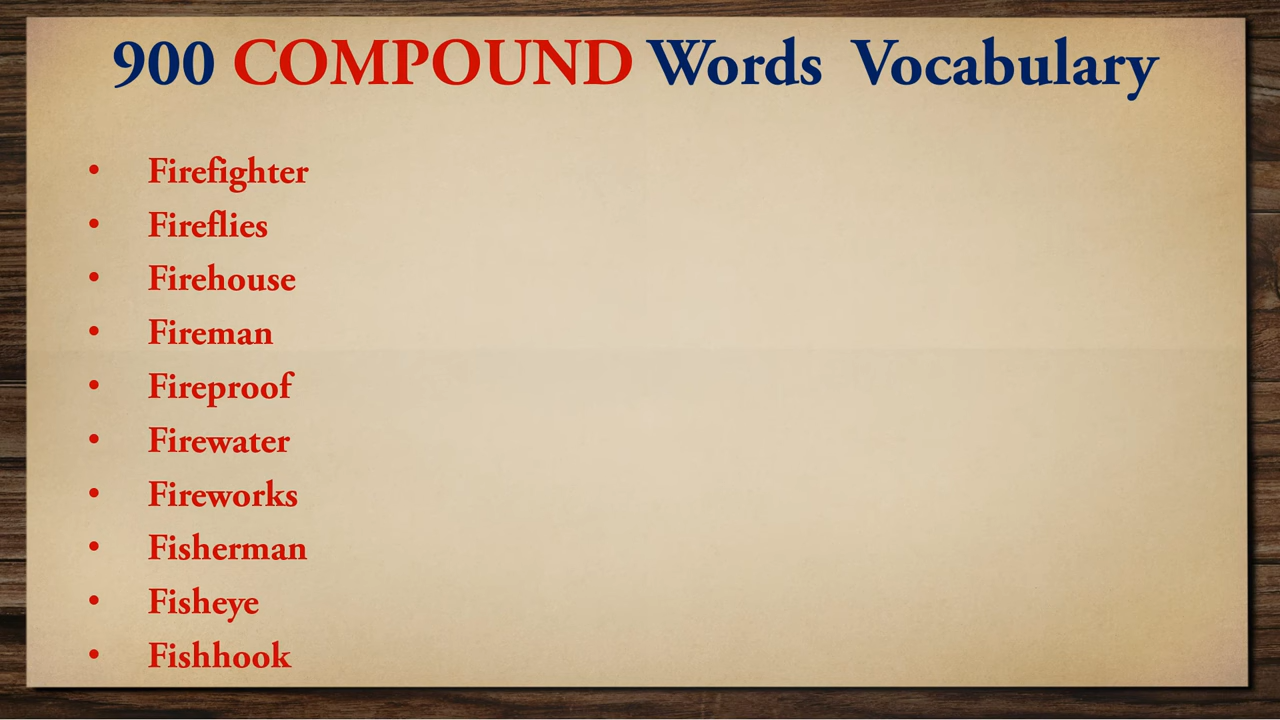 900 COMPOUND Words Vocabulary
• Firefighter
• Fireflies
• Firehouse
• Fireman
• Fireproof
• Firewater
• Fireworks
• Fisherman
• Fisheye
• Fishhook